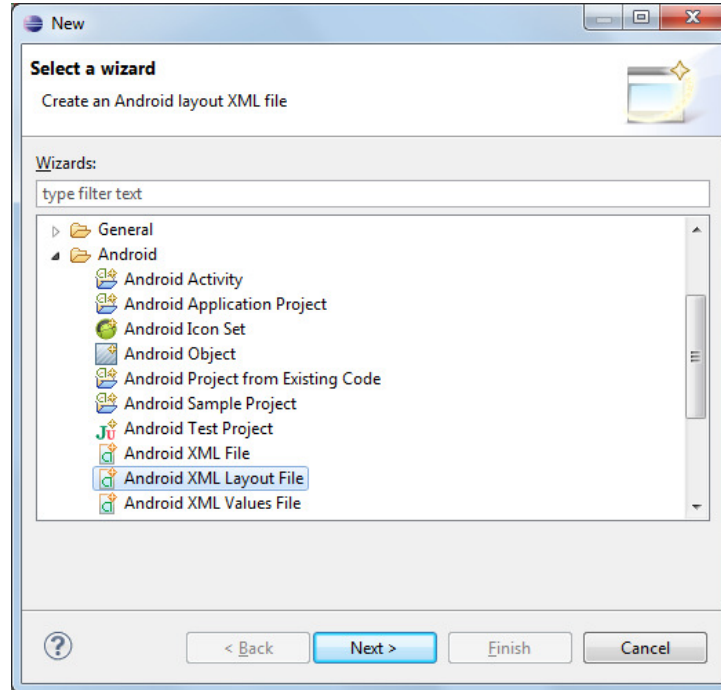 New
Select a wizard
Create an Android layout XML file
Wizards:
type filter text
General
Android
Android Activity
Android Application Project
Android Icon Set
Android Object
Android Project from Existing Code
Android Sample Project
Android Test Project
Android XML File
Android XML Layout File
Android XML Values File
? < Back Next > Finish Cancel